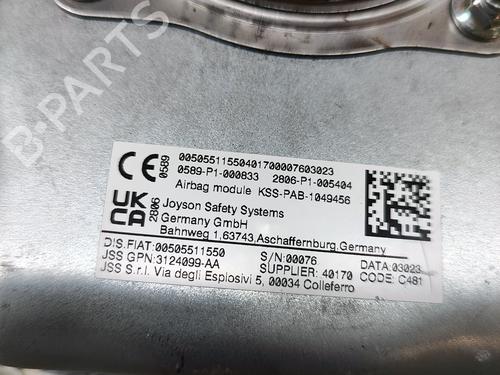 B-PARTS
CE 0589
005055115504017000076030​23
0589-P1-000833 2806-P1-005404
Airbag module KSS-PAB-1049456
UK CA 2806
Joyson Safety Systems
Germany GmbH
Bahnweg 1,63743,Aschaffenburg,Germany
DIS.FIAT:00505511550 S/N:00076 DATA:03023
JSS GPN:3124099-AA SUPPLIER: 40170 CODE: C481
JSS S.r.l. Via degli Esplosivi 5, 00034 Colleferro